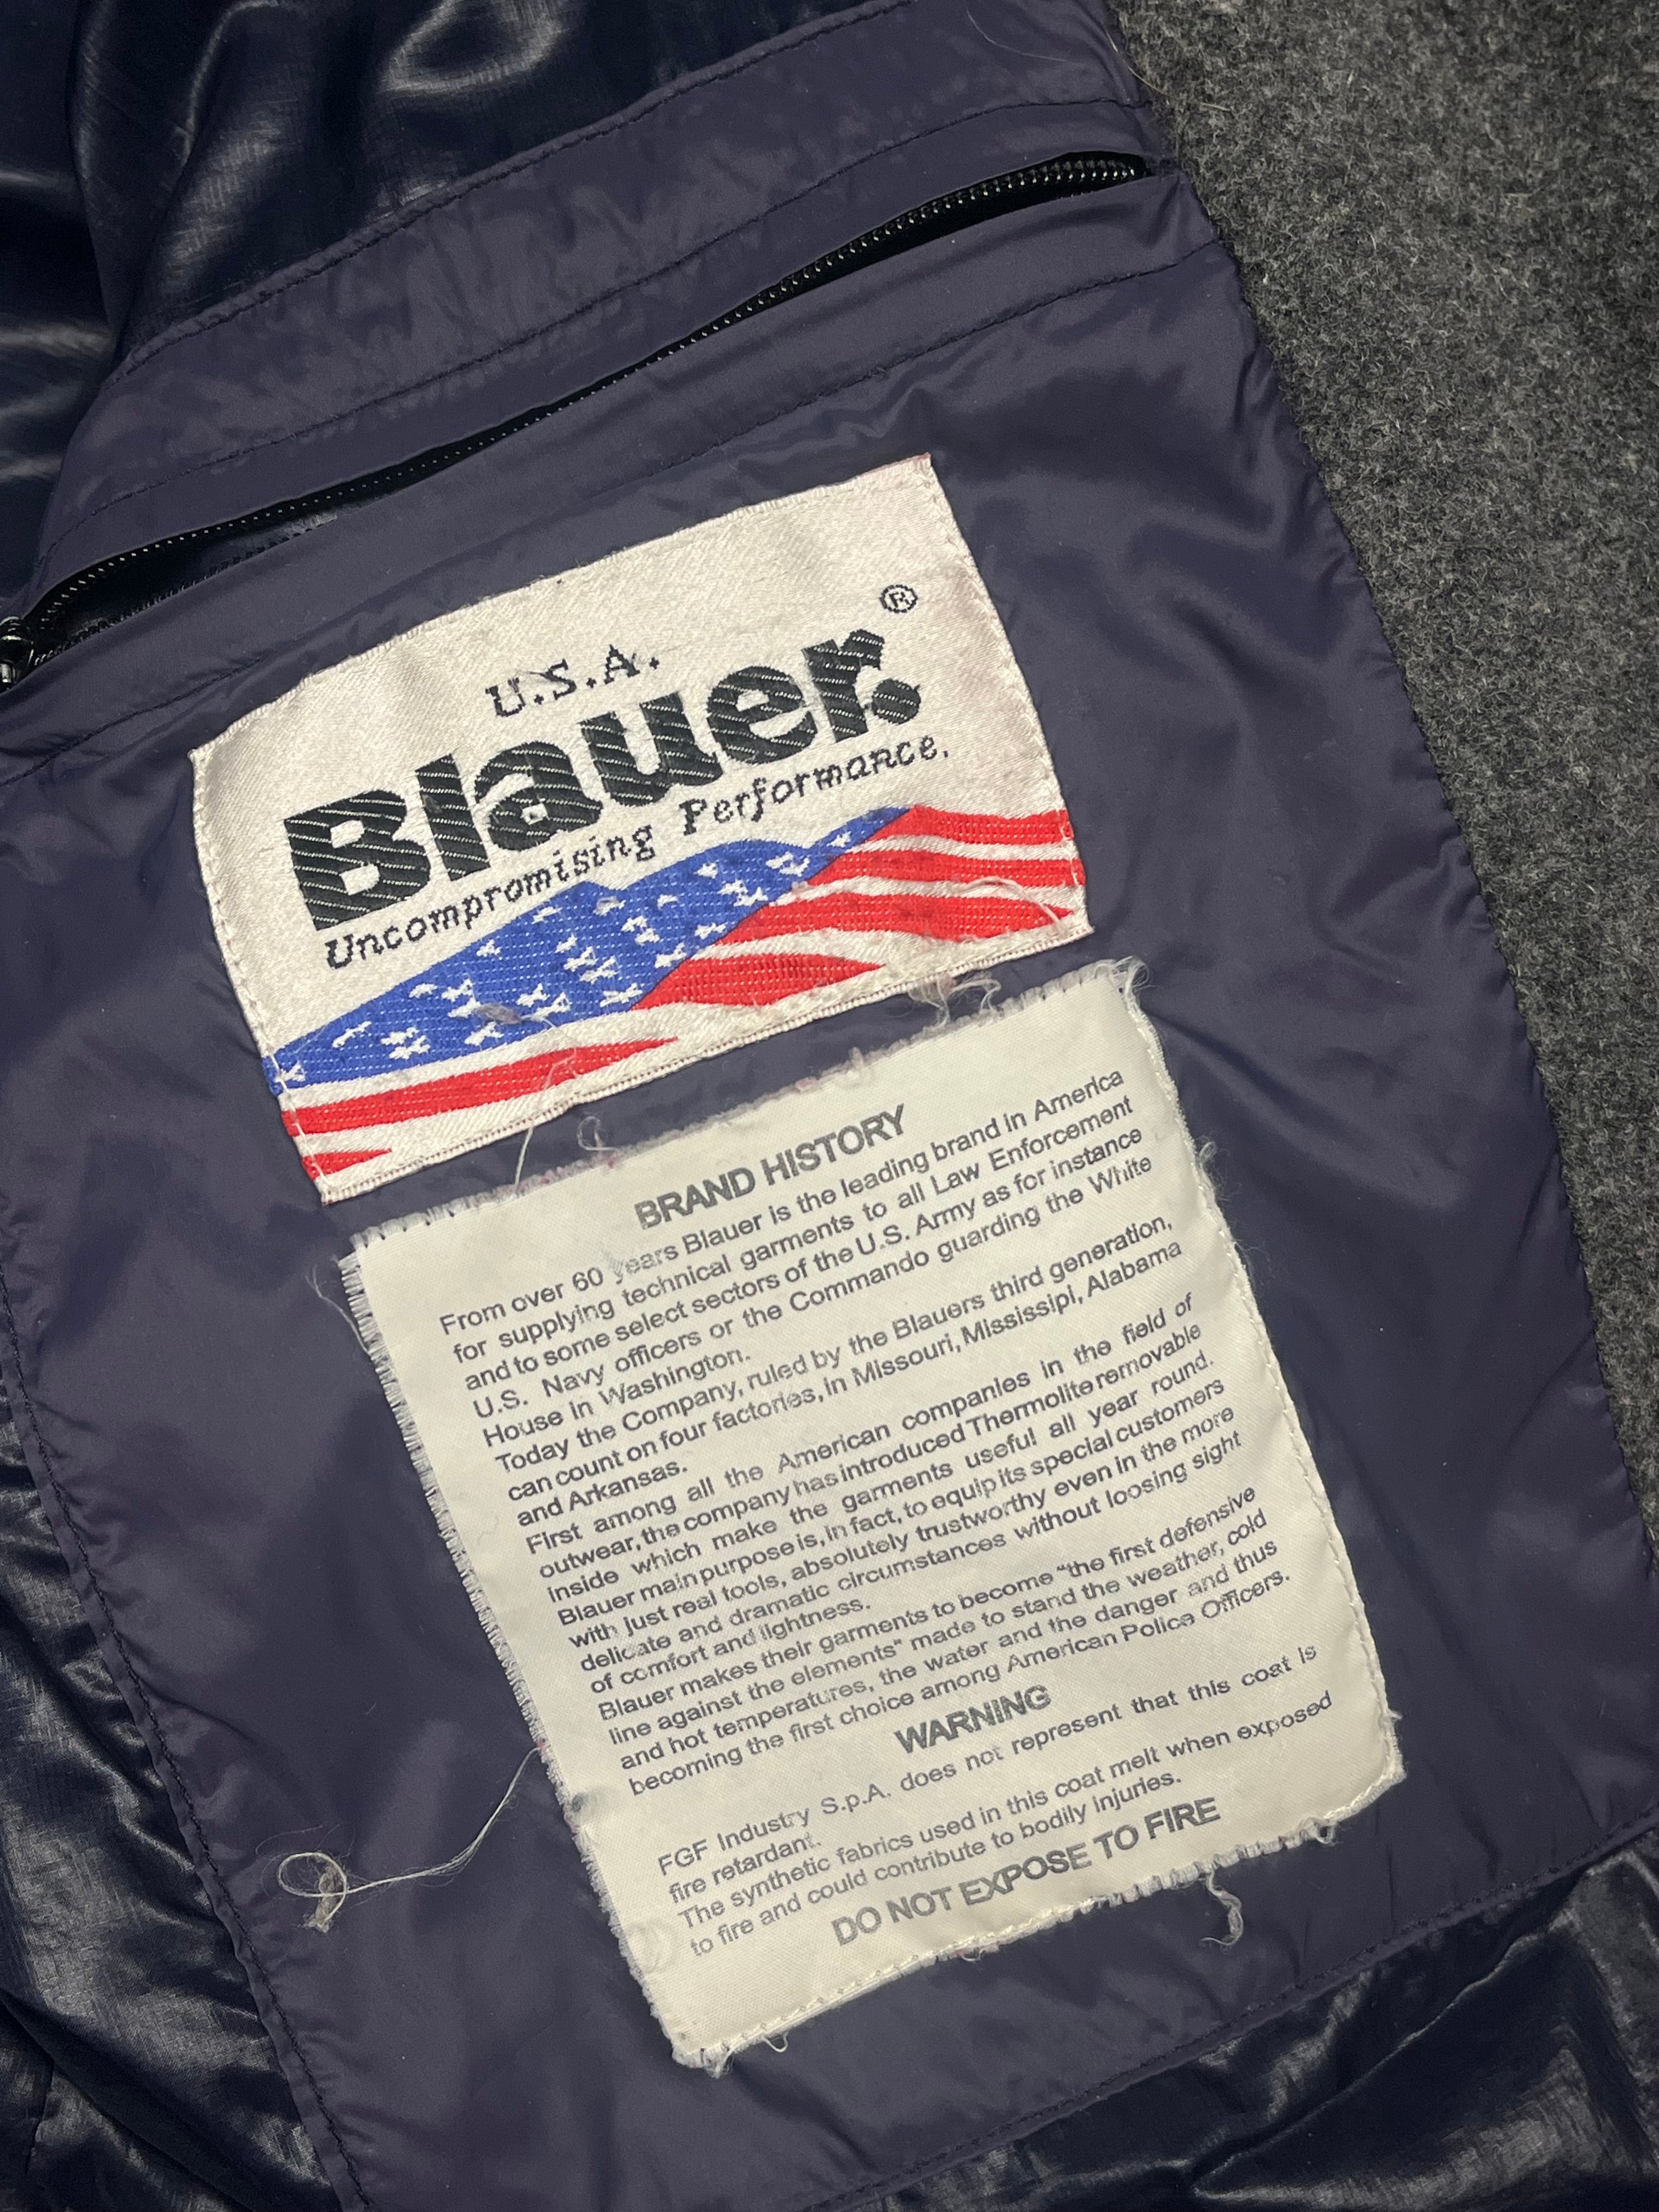 U.S.A.
Blauer.®
Uncompromising Performance.
BRAND HISTORY
From over 60 years Blauer is the leading brand in America
for supplying technical garments to all Law Enforcement
and to some select sectors of the U.S. Army as for instance
U.S. Navy officers or the Commando guarding the White
House in Washington.
Today the Company, ruled by the Blauers third generation,
can count on four factories, in Missouri, Mississipi, Alabama
and Arkansas.
First among all the American companies in the field of
outwear, the company has introduced Thermolite removable
inside which make the garments useful all year round.
Blauer main purpose is, in fact, to equip its special customers
with just real tools, absolutely trustworthy even in the more
delicate and dramatic circumstances without loosing sight
of comfort and lightness.
Blauer makes their garments to become "the first defensive
line against the elements" made to stand the weather, cold
and hot temperatures, the water and the danger and thus
becoming the first choice among American Police Officers.
WARNING
FGF Industry S.p.A. does not represent that this coat is
fire retardant.
The synthetic fabrics used in this coat melt when exposed
to fire and could contribute to bodily injuries.
DO NOT EXPOSE TO FIRE